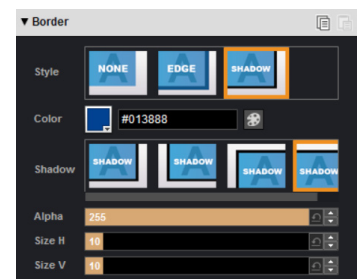 Border
Style
NONE
EDGE
SHADOW
Color
#013888
Shadow
SHADOW
SHADOW
SHADOW
SHADOW
Alpha
255
Size H
10
Size V
10